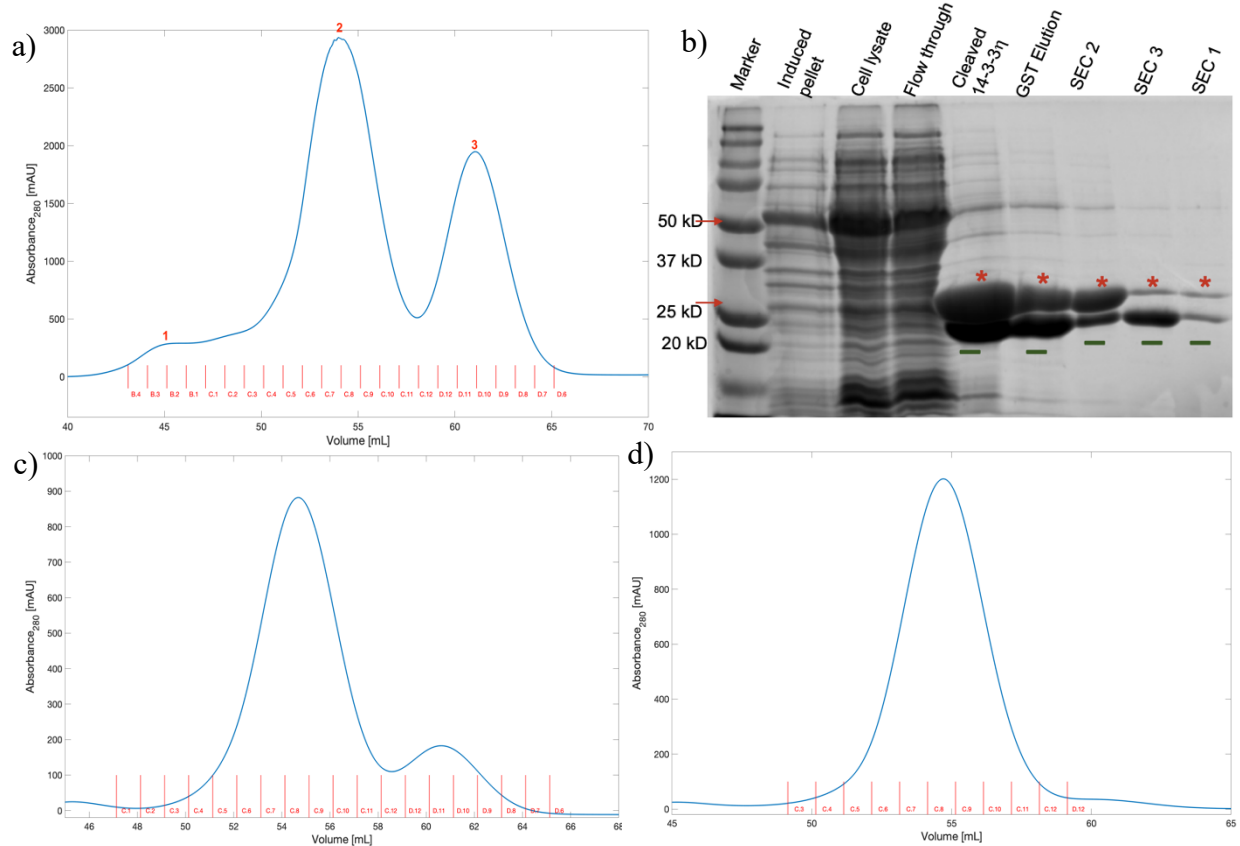 a)
3000
2500
2000
1500
1000
500
0
Absorbance280 [mAU]
1
2
3
B.4 B.3 B.2 B.1 C.1 C.2 C.3 C.4 C.5 C.6 C.7 C.8 C.9 C.10 C.11 C.12 D.12 D.11 D.10 D.9 D.8 D.7 D.6
40 45 50 55 60 65 70
Volume [mL]
b)
Marker
Induced
pellet
Cell lysate
Flow through
Cleaved
14-3-3η
GST Elution
SEC 2
SEC 3
SEC 1
50 kD
37 kD
25 kD
20 kD
* * * * *
c)
1000
900
800
700
600
500
400
300
200
100
0
Absorbance280 [mAU]
C.1 C.2 C.3 C.4 C.5 C.6 C.7 C.8 C.9 C.10 C.11 C.12 D.12 D.11 D.10 D.9 D.8 D.7 D.6
46 48 50 52 54 56 58 60 62 64 66 68
Volume [mL]
d)
1200
1000
800
600
400
200
0
Absorbance280 [mAU]
C.3 C.4 C.5 C.6 C.7 C.8 C.9 C.10 C.11 C.12 D.12
45 50 55 60 65
Volume [mL]